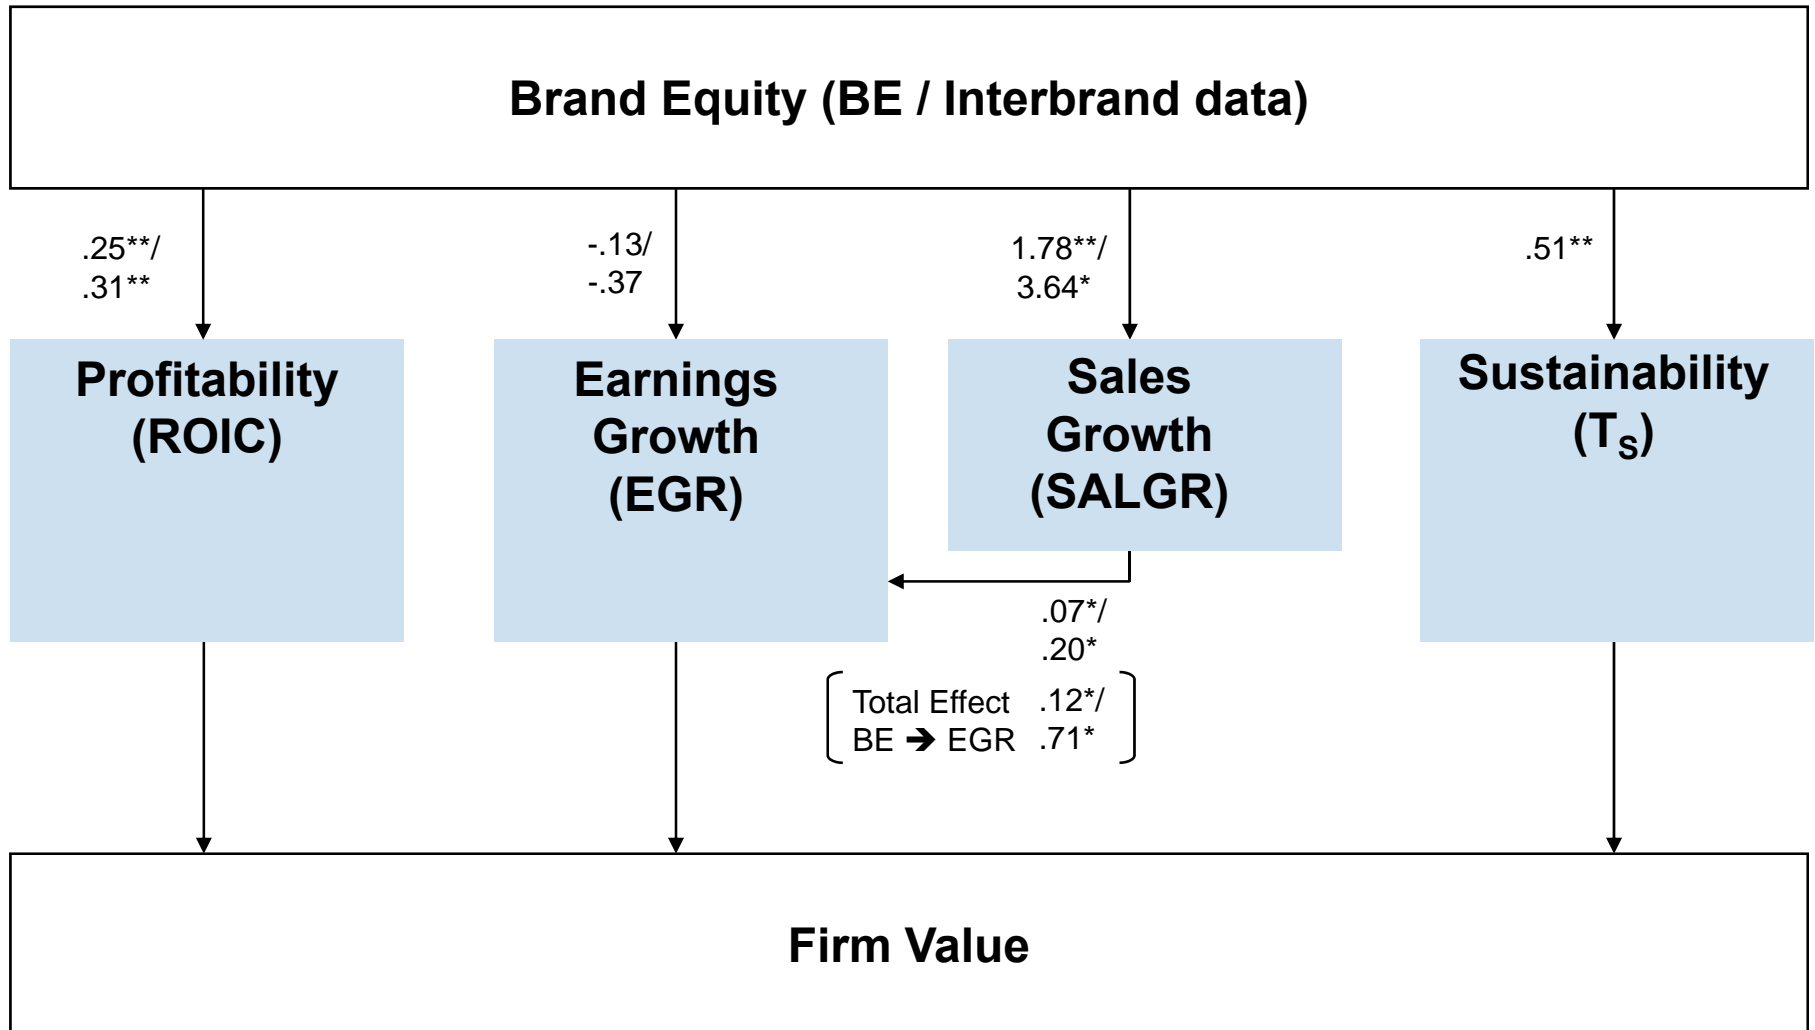 Brand Equity (BE / Interbrand data)
.25**/
.31**
-.13/
-.37
1.78**/
3.64*
.51**
Profitability
(ROIC)
Earnings
Growth
(EGR)
Sales
Growth
(SALGR)
Sustainability
(TS)
.07*/
.20*
Total Effect .12*/
BE ➔ EGR .71*
Firm Value